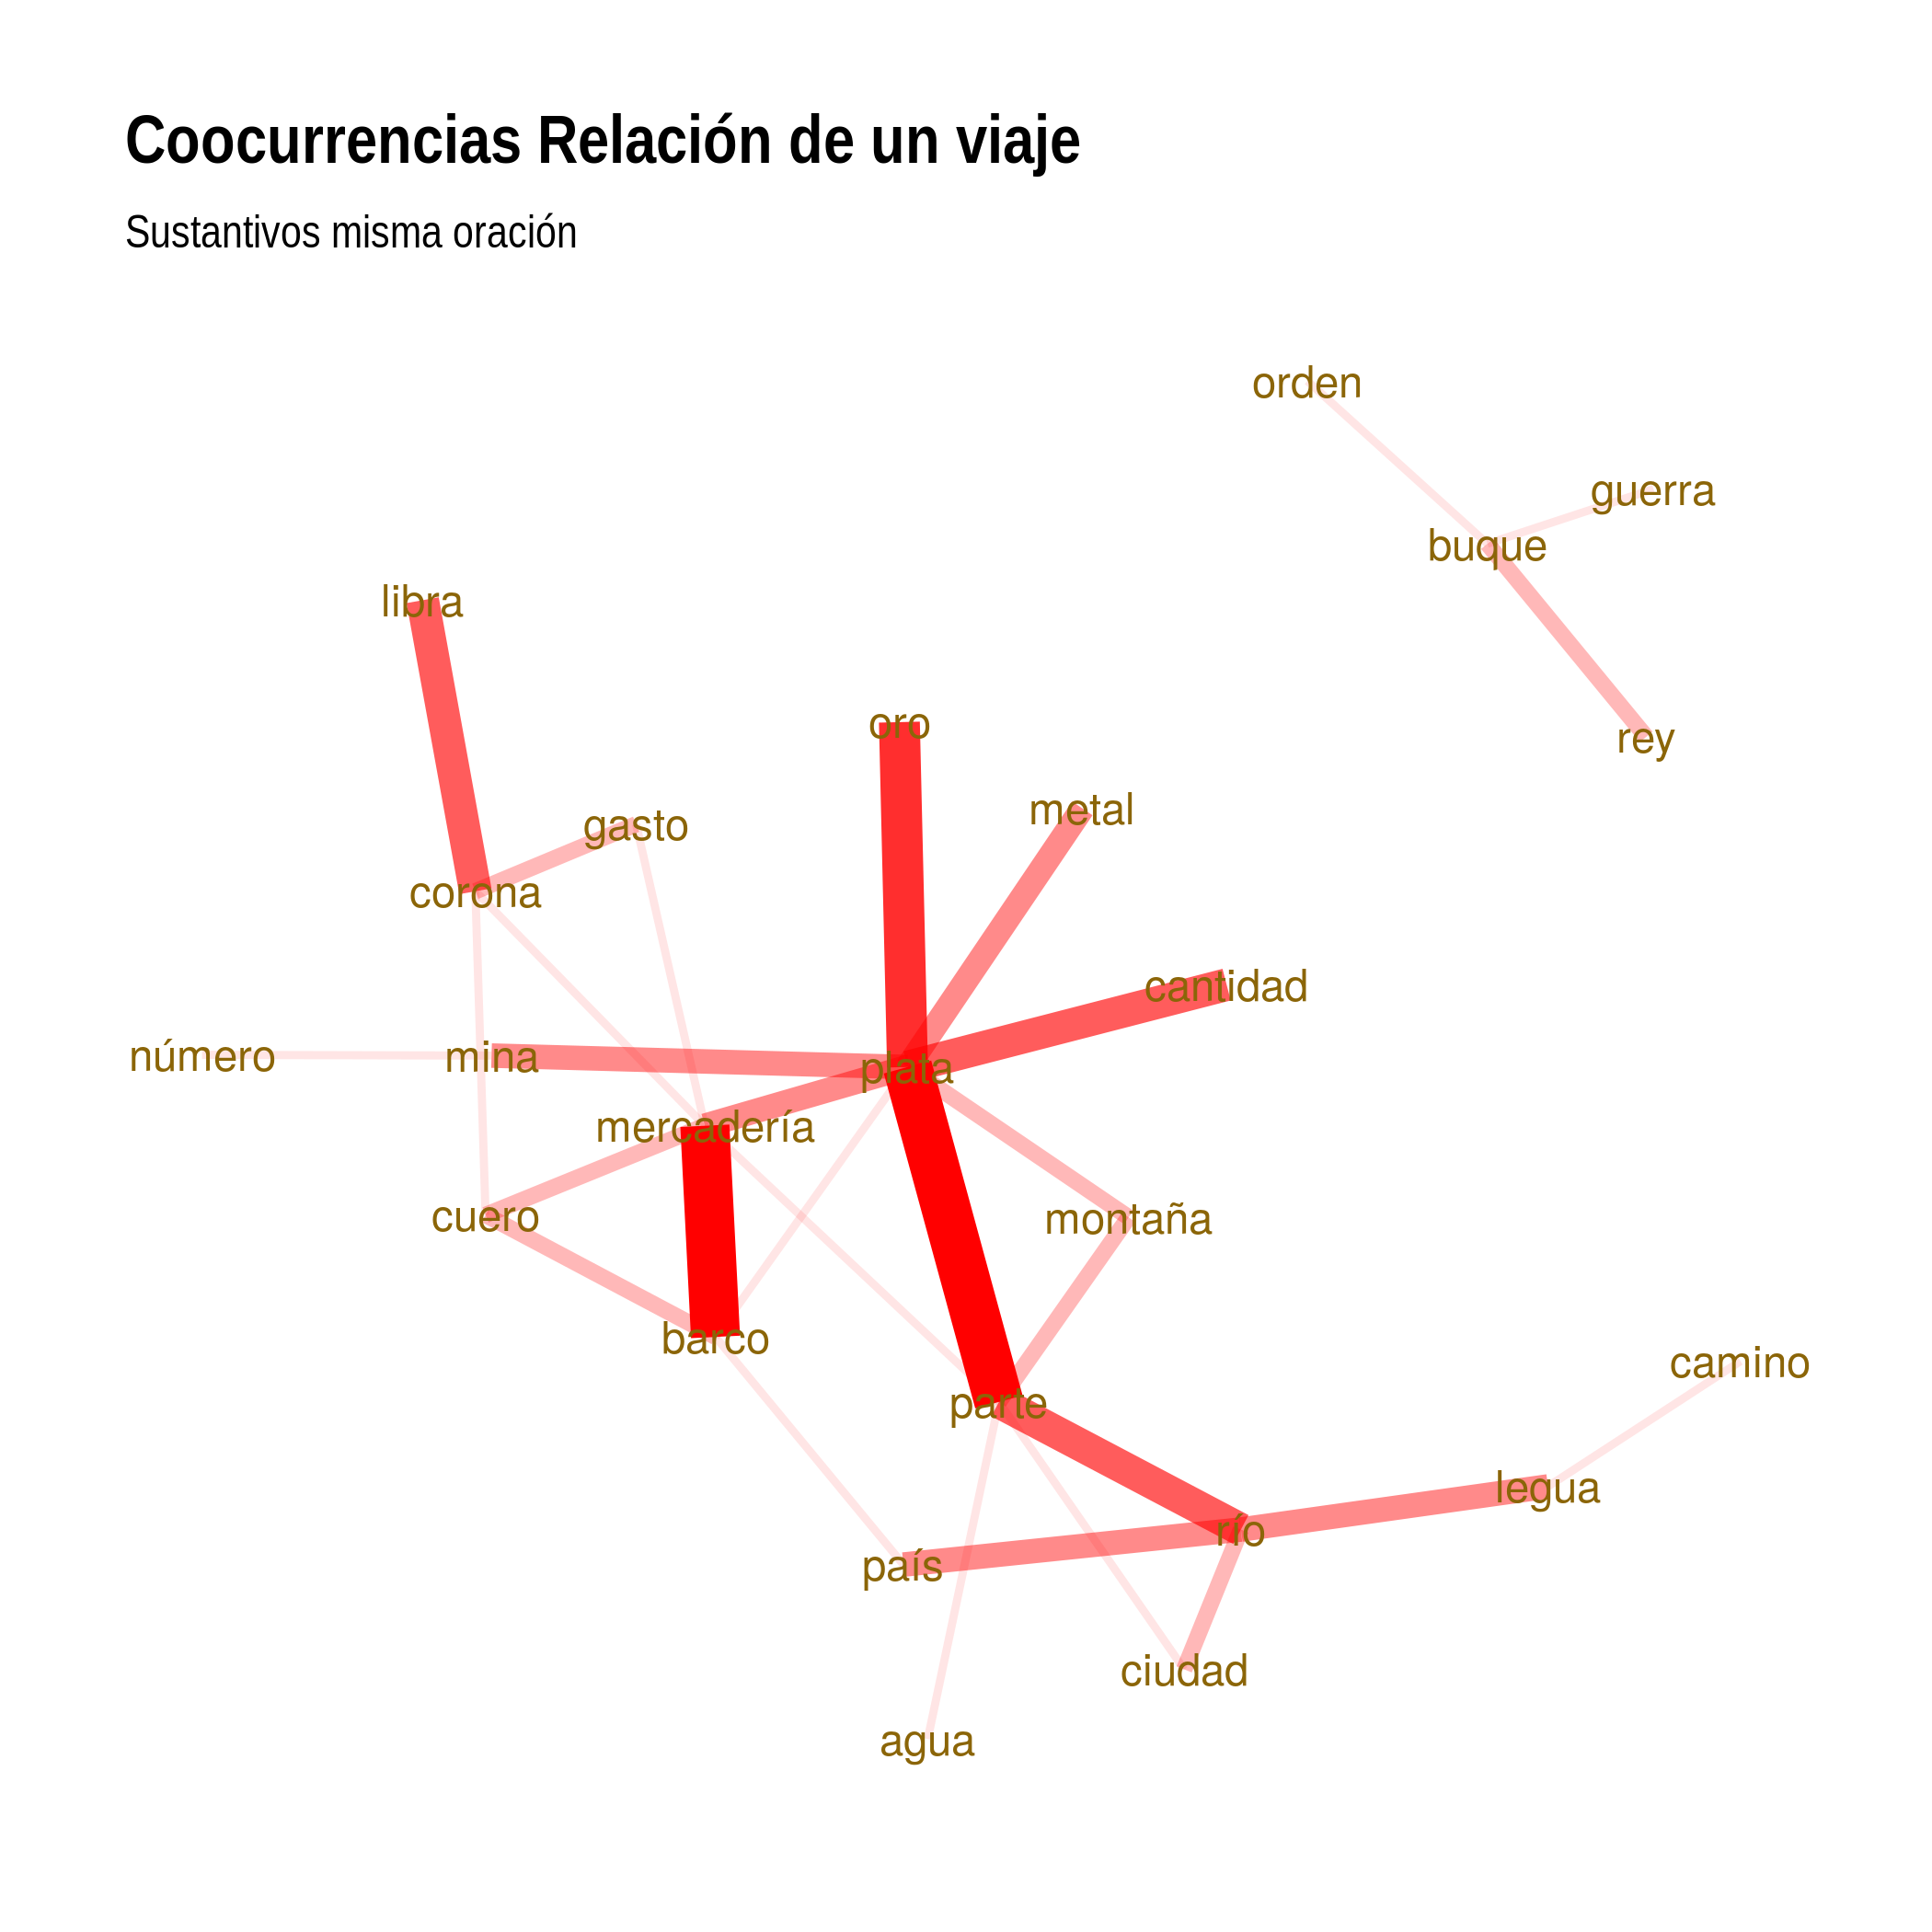 Coocurrencias Relación de un viaje
Sustantivos misma oración
orden
guerra
buque
libra
oro
rey
metal
gasto
corona
cantidad
número
mina
plata
mercadería
cuero
montaña
barco
camino
parte
legua
río
país
ciudad
agua